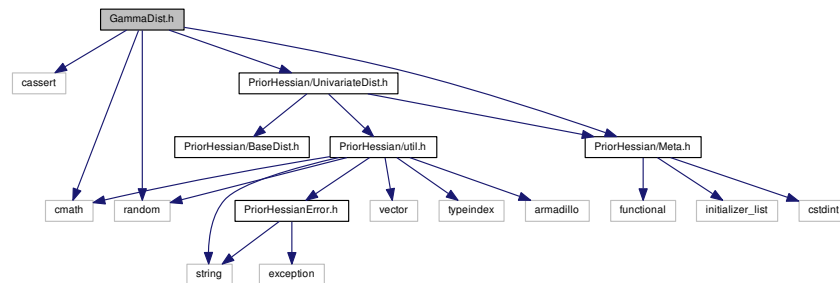 GammaDist.h
cassert
PriorHessian/UnivariateDist.h
PriorHessian/BaseDist.h
PriorHessian/util.h
PriorHessian/Meta.h
cmath
random
PriorHessianError.h
vector
typeindex
armadillo
functional
initializer_list
cstdint
string
exception